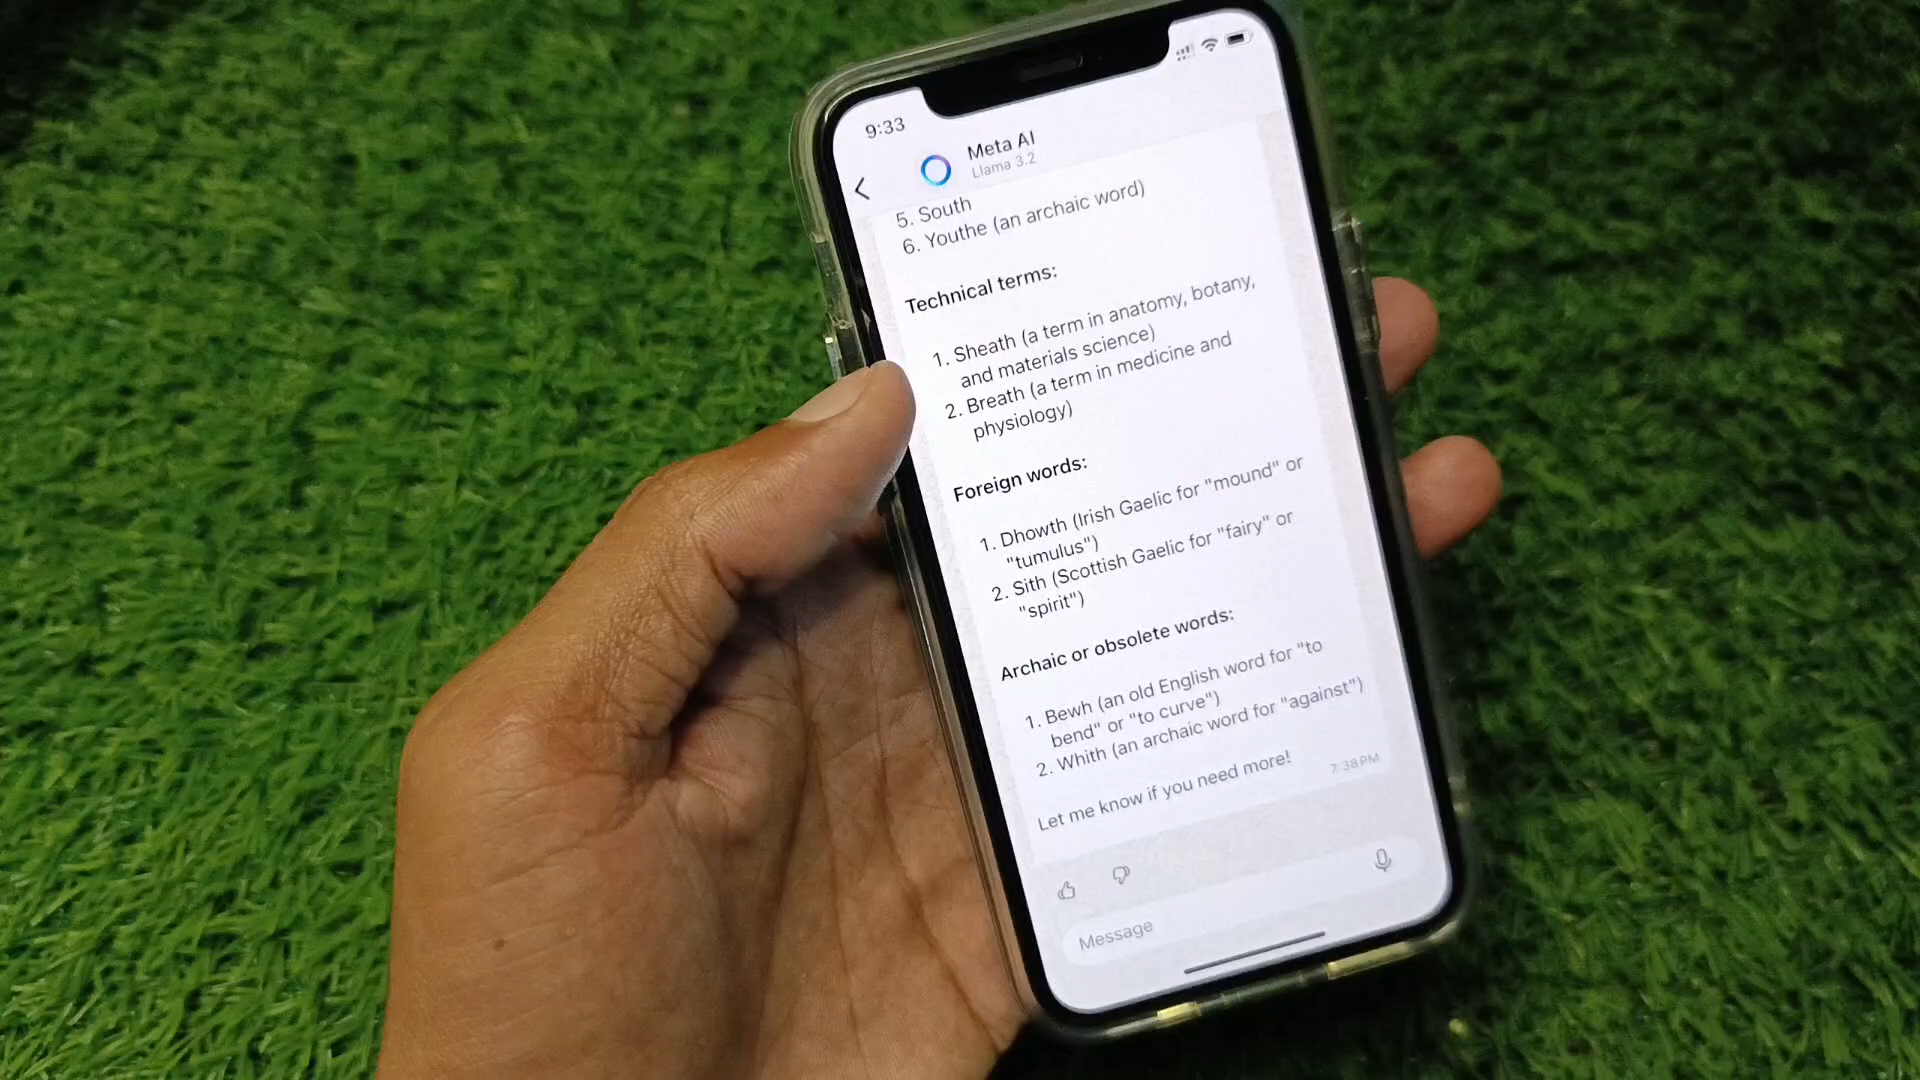 9:33
Meta AI
Llama 3.2
5. South
6. Youthe (an archaic word)
Technical terms:
1. Sheath (a term in anatomy, botany,
and materials science)
2. Breath (a term in medicine and
physiology)
Foreign words:
1. Dhowth (Irish Gaelic for "mound" or
"tumulus")
2. Sith (Scottish Gaelic for "fairy" or
"spirit")
Archaic or obsolete words:
1. Bewh (an old English word for "to
bend" or "to curve")
2. Whith (an archaic word for "against")
Let me know if you need more!
7:38 PM
Message